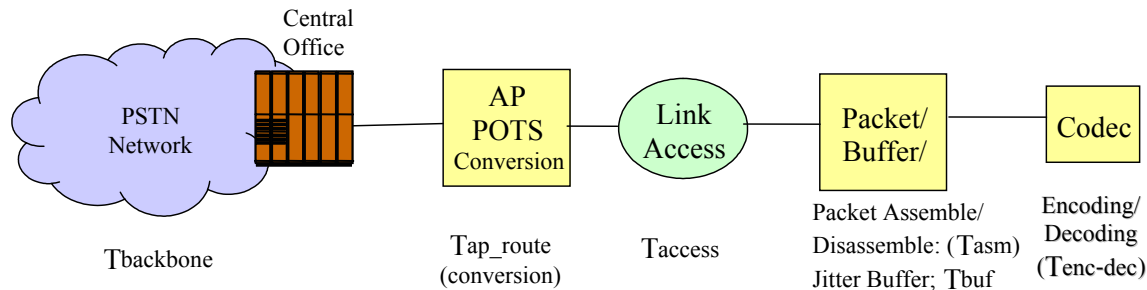 Central
Office
PSTN
Network
AP
POTS
Conversion
Link
Access
Packet/
Buffer/
Codec
Tbackbone
Tap_route
(conversion)
Taccess
Packet Assemble/
Disassemble: (Tasm)
Jitter Buffer; Tbuf
Encoding/
Decoding
(Tenc-dec)